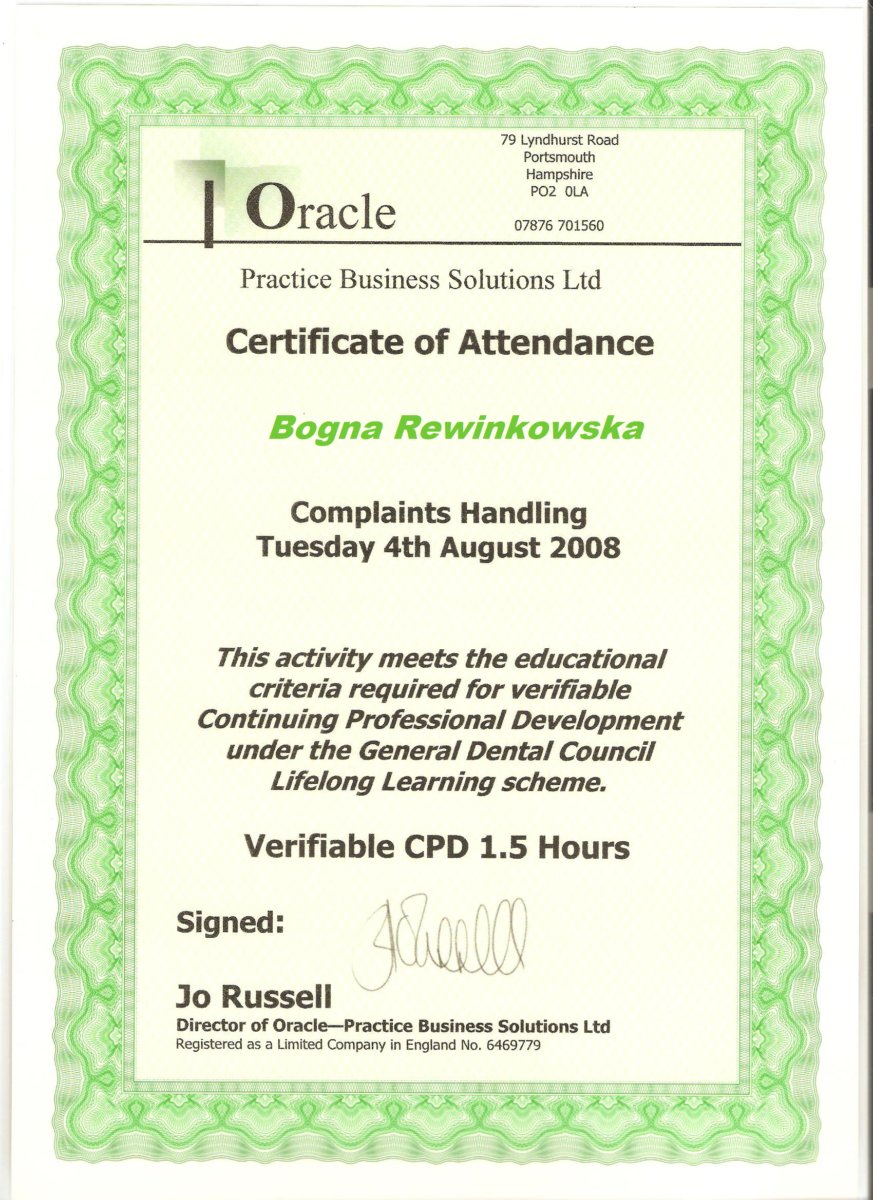 79 Lyndhurst Road
Portsmouth
Hampshire
PO2 0LA
07876 701560
Oracle
Practice Business Solutions Ltd
Certificate of Attendance
Bogna Rewinkowska
Complaints Handling
Tuesday 4th August 2008
This activity meets the educational
criteria required for verifiable
Continuing Professional Development
under the General Dental Council
Lifelong Learning scheme.
Verifiable CPD 1.5 Hours
Signed:
Jo Russell
Director of Oracle—Practice Business Solutions Ltd
Registered as a Limited Company in England No. 6469779